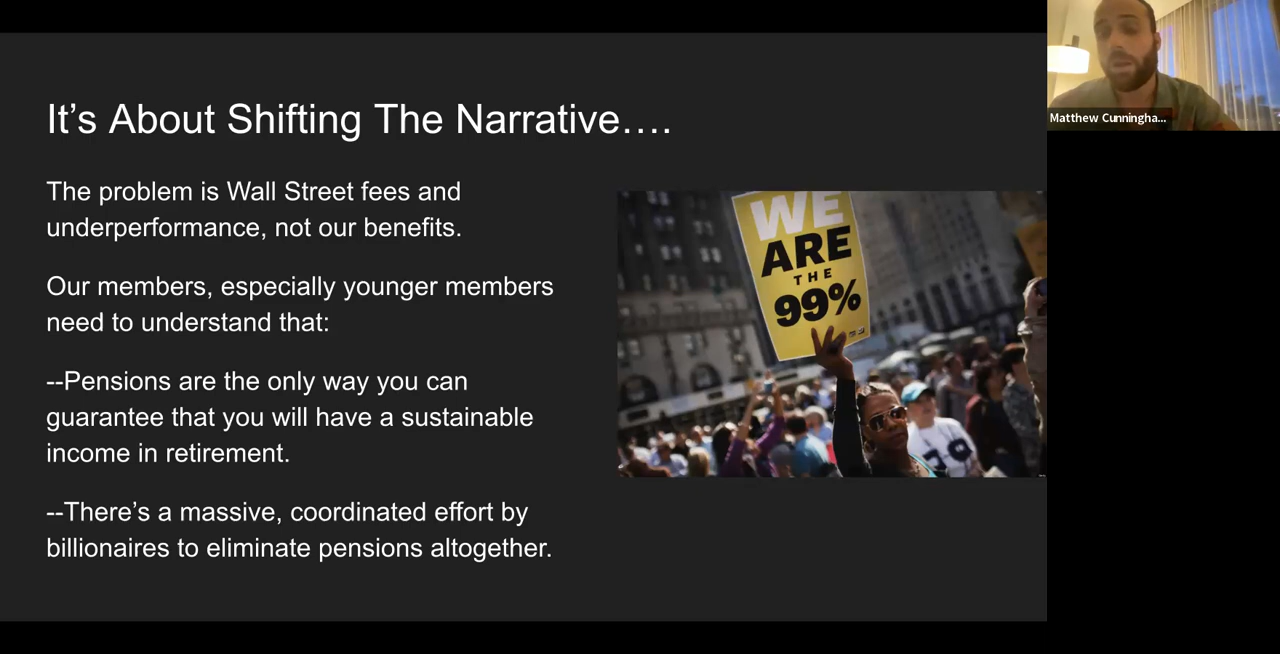 It’s About Shifting The Narrative….
The problem is Wall Street fees and
underperformance, not our benefits.
Our members, especially younger members
need to understand that:
--Pensions are the only way you can
guarantee that you will have a sustainable
income in retirement.
--There’s a massive, coordinated effort by
billionaires to eliminate pensions altogether.
WE
ARE
THE
99%
Matthew Cunningha...